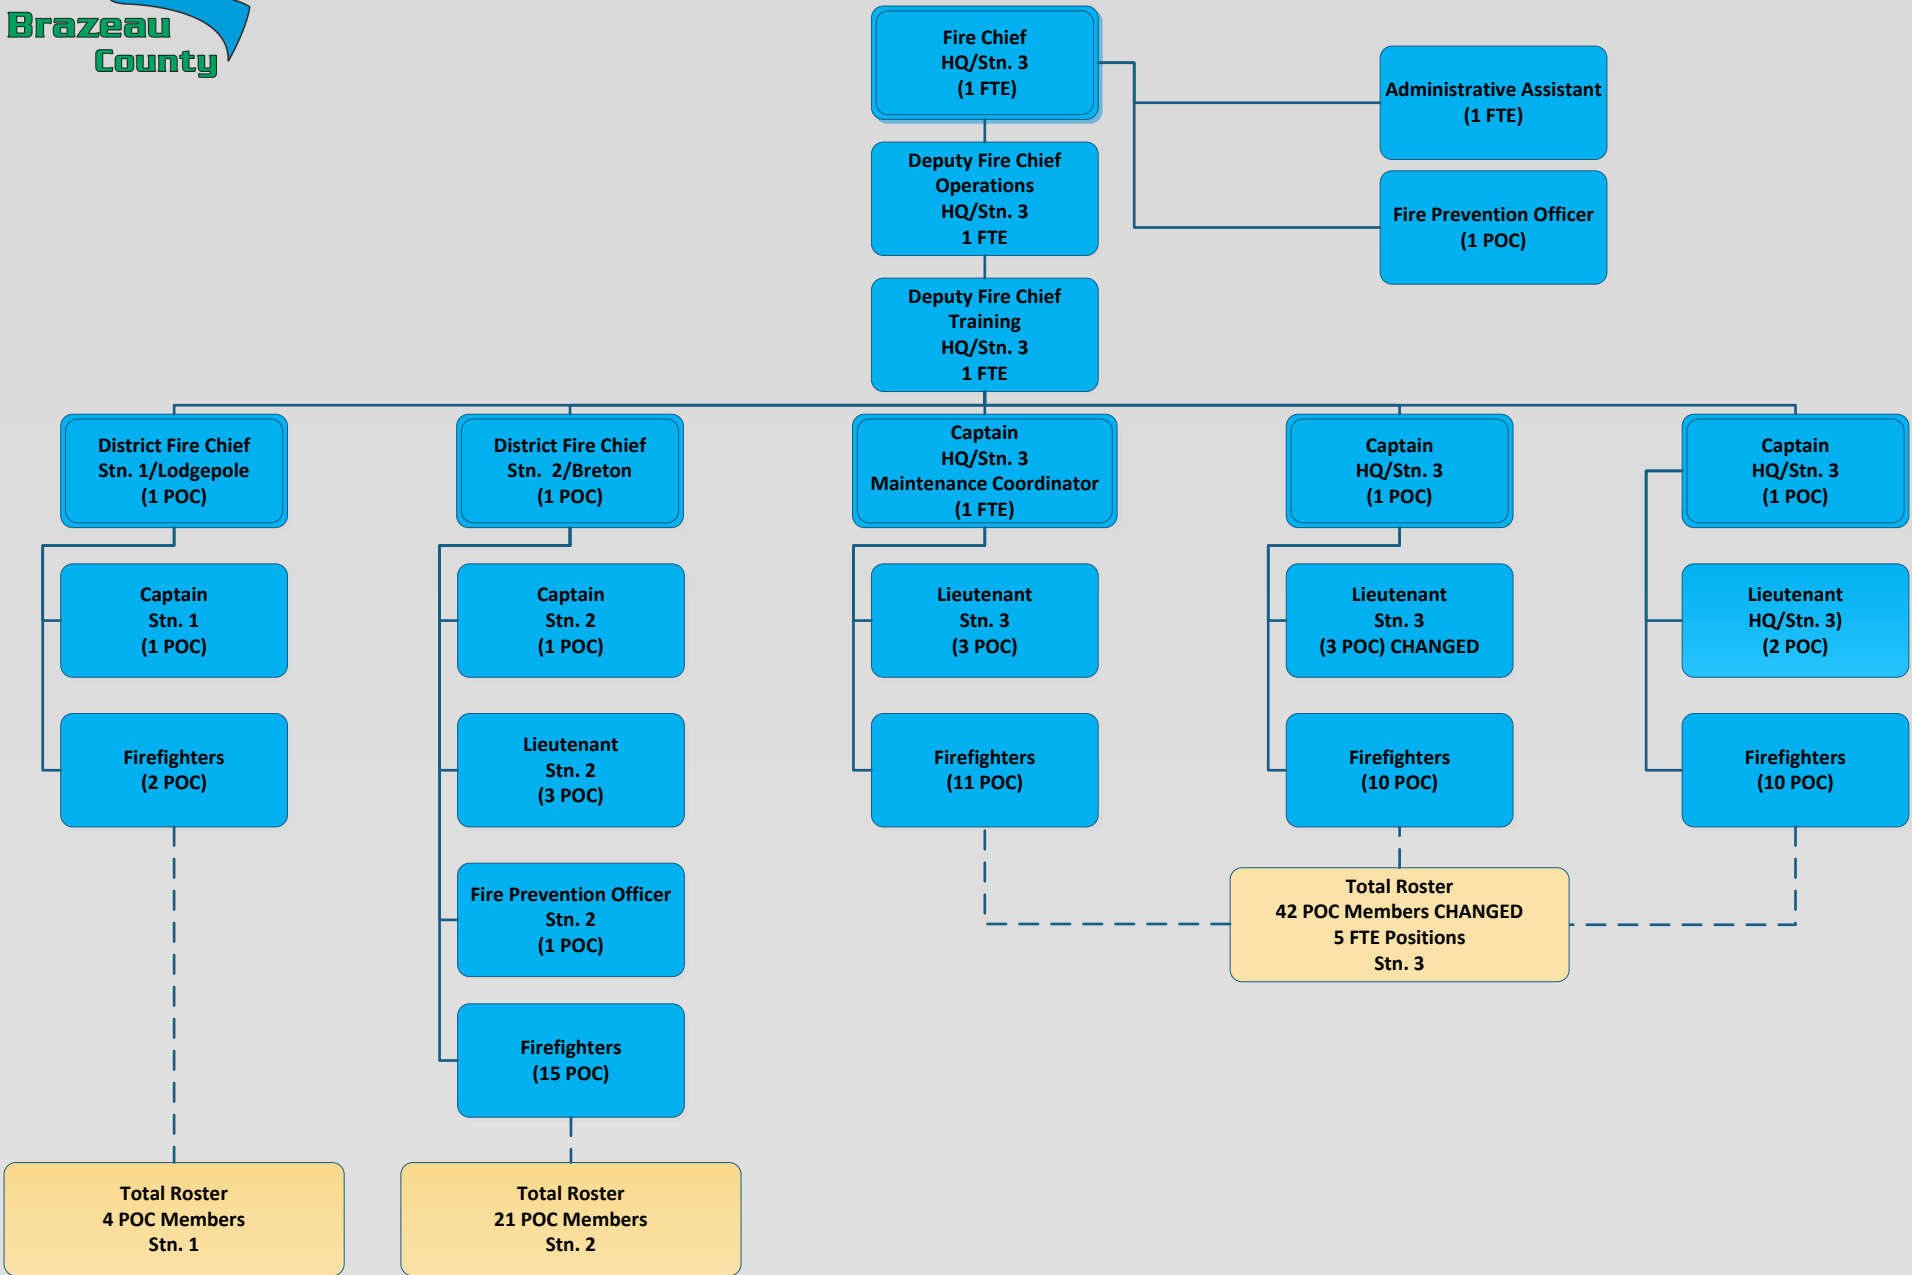 Brazeau
County
Fire Chief
HQ/Stn. 3
(1 FTE)
Administrative Assistant
(1 FTE)
Deputy Fire Chief
Operations
HQ/Stn. 3
1 FTE
Fire Prevention Officer
(1 POC)
Deputy Fire Chief
Training
HQ/Stn. 3
1 FTE
District Fire Chief
Stn. 1/Lodgepole
(1 POC)
District Fire Chief
Stn. 2/Breton
(1 POC)
Captain
HQ/Stn. 3
Maintenance Coordinator
(1 FTE)
Captain
HQ/Stn. 3
(1 POC)
Captain
HQ/Stn. 3
(1 POC)
Captain
Stn. 1
(1 POC)
Captain
Stn. 2
(1 POC)
Lieutenant
Stn. 3
(3 POC)
Lieutenant
Stn. 3
(3 POC) CHANGED
Lieutenant
HQ/Stn. 3)
(2 POC)
Firefighters
(2 POC)
Lieutenant
Stn. 2
(3 POC)
Firefighters
(11 POC)
Firefighters
(10 POC)
Firefighters
(10 POC)
Fire Prevention Officer
Stn. 2
(1 POC)
Total Roster
42 POC Members CHANGED
5 FTE Positions
Stn. 3
Firefighters
(15 POC)
Total Roster
4 POC Members
Stn. 1
Total Roster
21 POC Members
Stn. 2